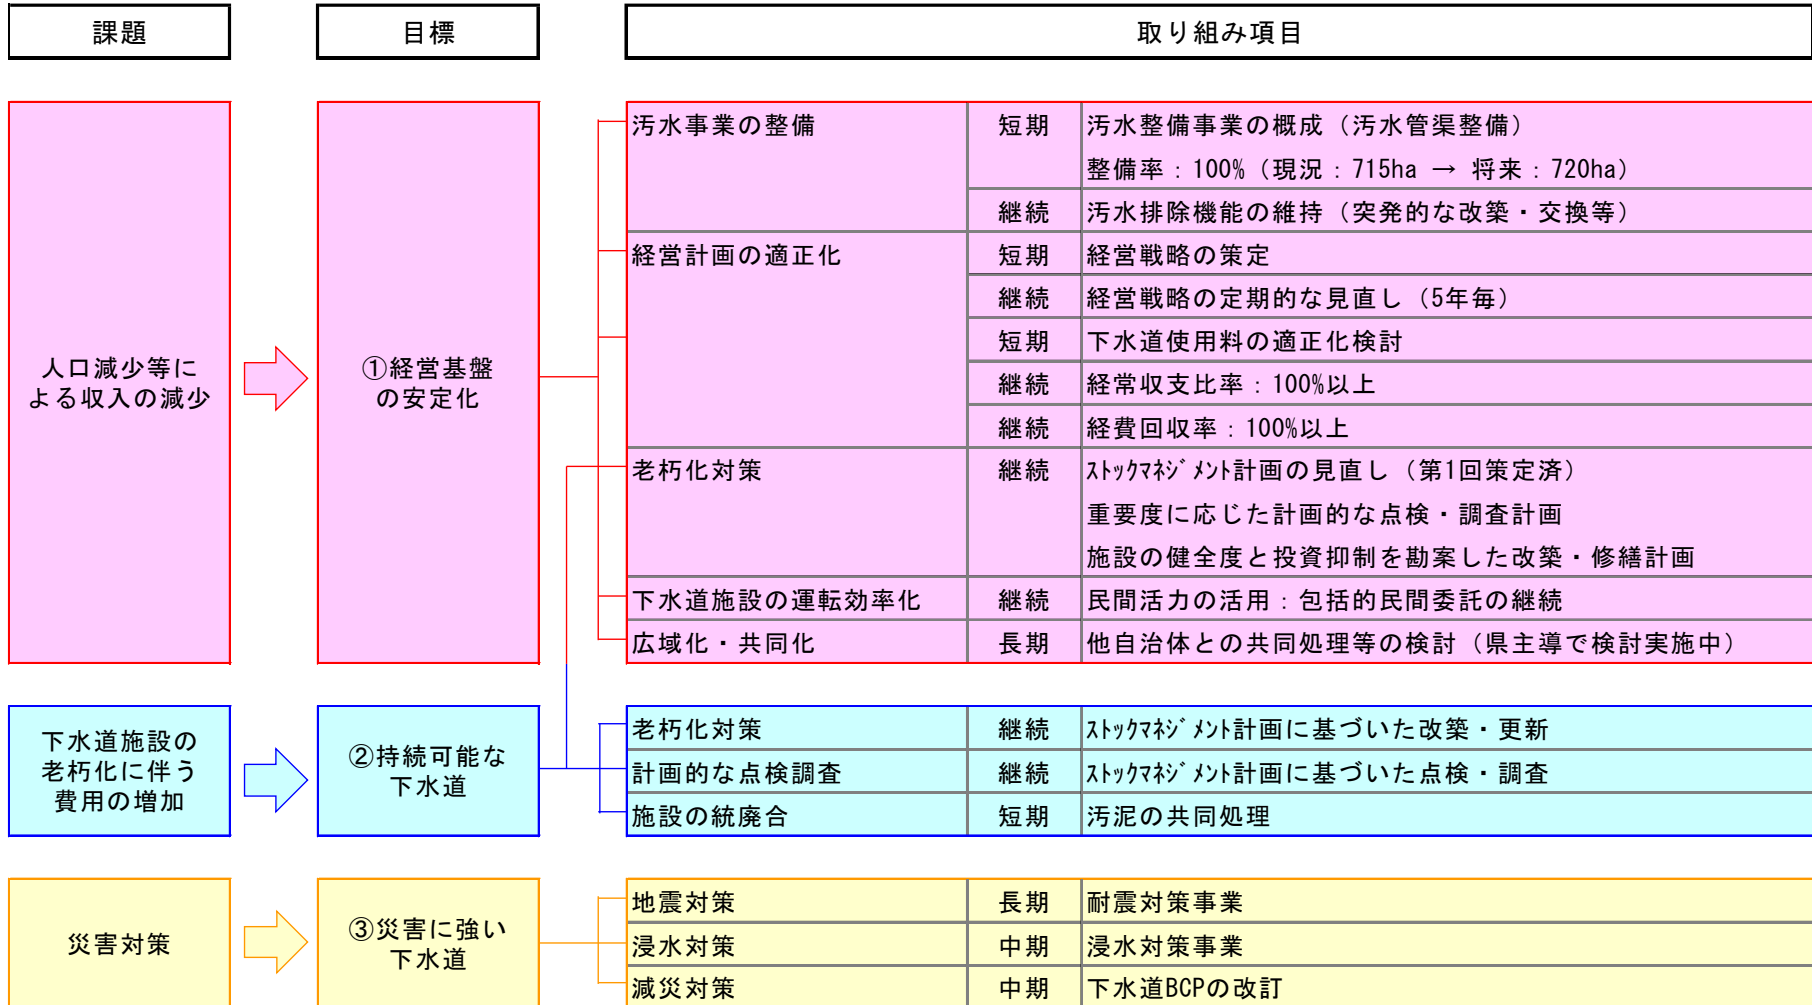 課題 目標 取り組み項目
人口減少等に
よる収入の減少
①経営基盤
の安定化
汚水事業の整備 短期 汚水整備事業の概成（汚水管渠整備）
整備率：100%（現況：715ha → 将来：720ha）
継続 汚水排除機能の維持（突発的な改築・交換等）
経営計画の適正化 短期 経営戦略の策定
継続 経営戦略の定期的な見直し（5年毎）
短期 下水道使用料の適正化検討
継続 経常収支比率：100%以上
継続 経費回収率：100%以上
老朽化対策 継続 ｽﾄｯｸﾏﾈｼﾞﾒﾝﾄ計画の見直し（第1回策定済）
重要度に応じた計画的な点検・調査計画
施設の健全度と投資抑制を勘案した改築・修繕計画
下水道施設の運転効率化 継続 民間活力の活用：包括的民間委託の継続
広域化・共同化 長期 他自治体との共同処理等の検討（県主導で検討実施中）
下水道施設の
老朽化に伴う
費用の増加
②持続可能な
下水道
老朽化対策 継続 ｽﾄｯｸﾏﾈｼﾞﾒﾝﾄ計画に基づいた改築・更新
計画的な点検調査 継続 ｽﾄｯｸﾏﾈｼﾞﾒﾝﾄ計画に基づいた点検・調査
施設の統廃合 短期 汚泥の共同処理
災害対策
③災害に強い
下水道
地震対策 長期 耐震対策事業
浸水対策 中期 浸水対策事業
減災対策 中期 下水道BCPの改訂